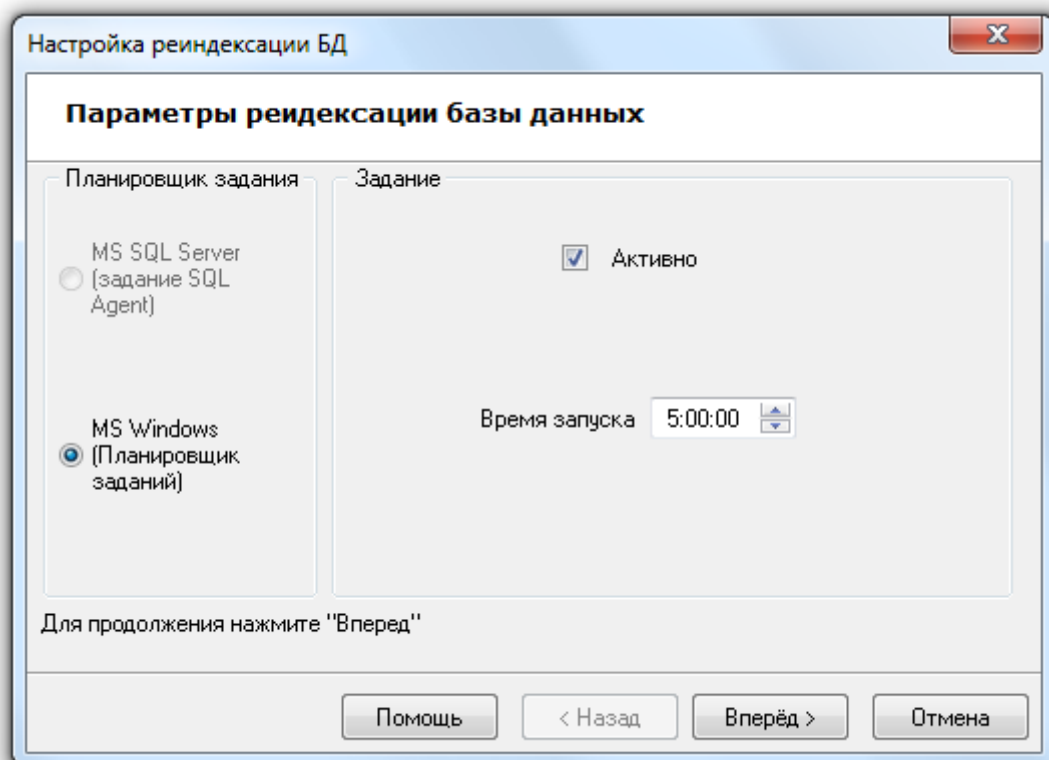 Настройка реиндексации БД
Параметры реидексации базы данных
Планировщик задания
MS SQL Server
(задание SQL
Agent)
MS Windows
(Планировщик
заданий)
Задание
Активно
Время запуска 5:00:00
Для продолжения нажмите "Вперед"
Помощь < Назад Вперёд > Отмена